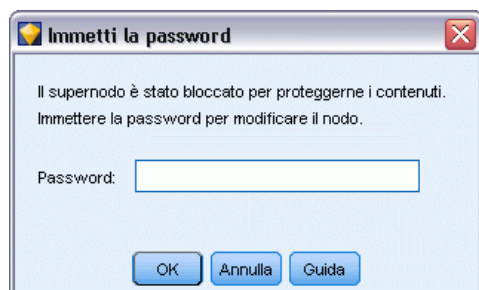 Immetti la password
Il supernodo è stato bloccato per proteggerne i contenuti.
Immettere la password per modificare il nodo.
Password:
OK Annulla Guida